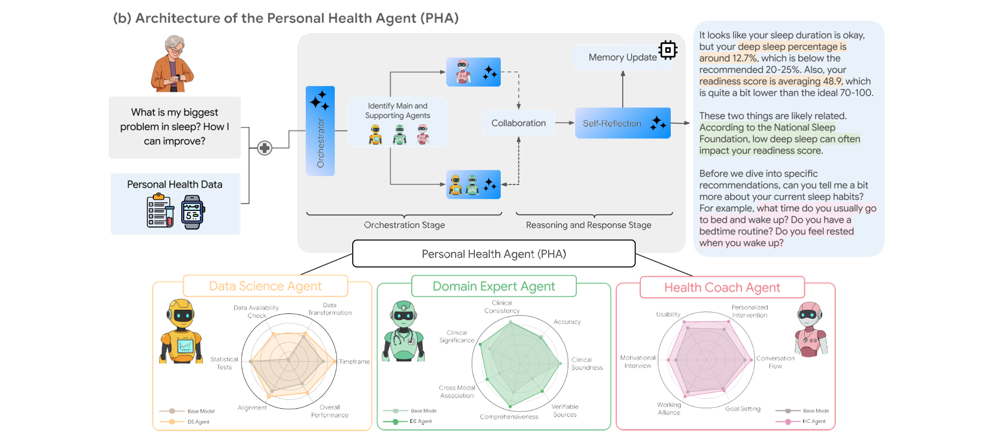 (b) Architecture of the Personal Health Agent (PHA)
What is my biggest
problem in sleep? How I
can improve?
Personal Health Data
5
Orchestrator
Identify Main and
Supporting Agents
Collaboration
Memory Update
Self-Reflection
Orchestration Stage
Reasoning and Response Stage
It looks like your sleep duration is okay,
but your deep sleep percentage is
around 12.7%, which is below the
recommended 20-25%. Also, your
readiness score is averaging 48.9, which
is quite a bit lower than the ideal 70-100.
These two things are likely related.
According to the National Sleep
Foundation, low deep sleep can often
impact your readiness score.
Before we dive into specific
recommendations, can you tell me a bit
more about your current sleep habits?
For example, what time do you usually go
to bed and wake up? Do you have a
bedtime routine? Do you feel rested
when you wake up?
Personal Health Agent (PHA)
Data Science Agent
Data Availability
Check
Data
Transformation
Statistical
Tests
Timeframe
Alignment
Overall
Performance
Base Model
DS Agent
Domain Expert Agent
Clinical
Consistency
Accuracy
Clinical
Significance
Clinical
Soundness
Cross Modal
Association
Verifiable
Sources
Comprehensiveness
Base Model
DE Agent
Health Coach Agent
Usability
Personalized
Intervention
Motivational
Interview
Conversation
Flow
Working
Alliance
Goal Setting
Base Model
HC Agent